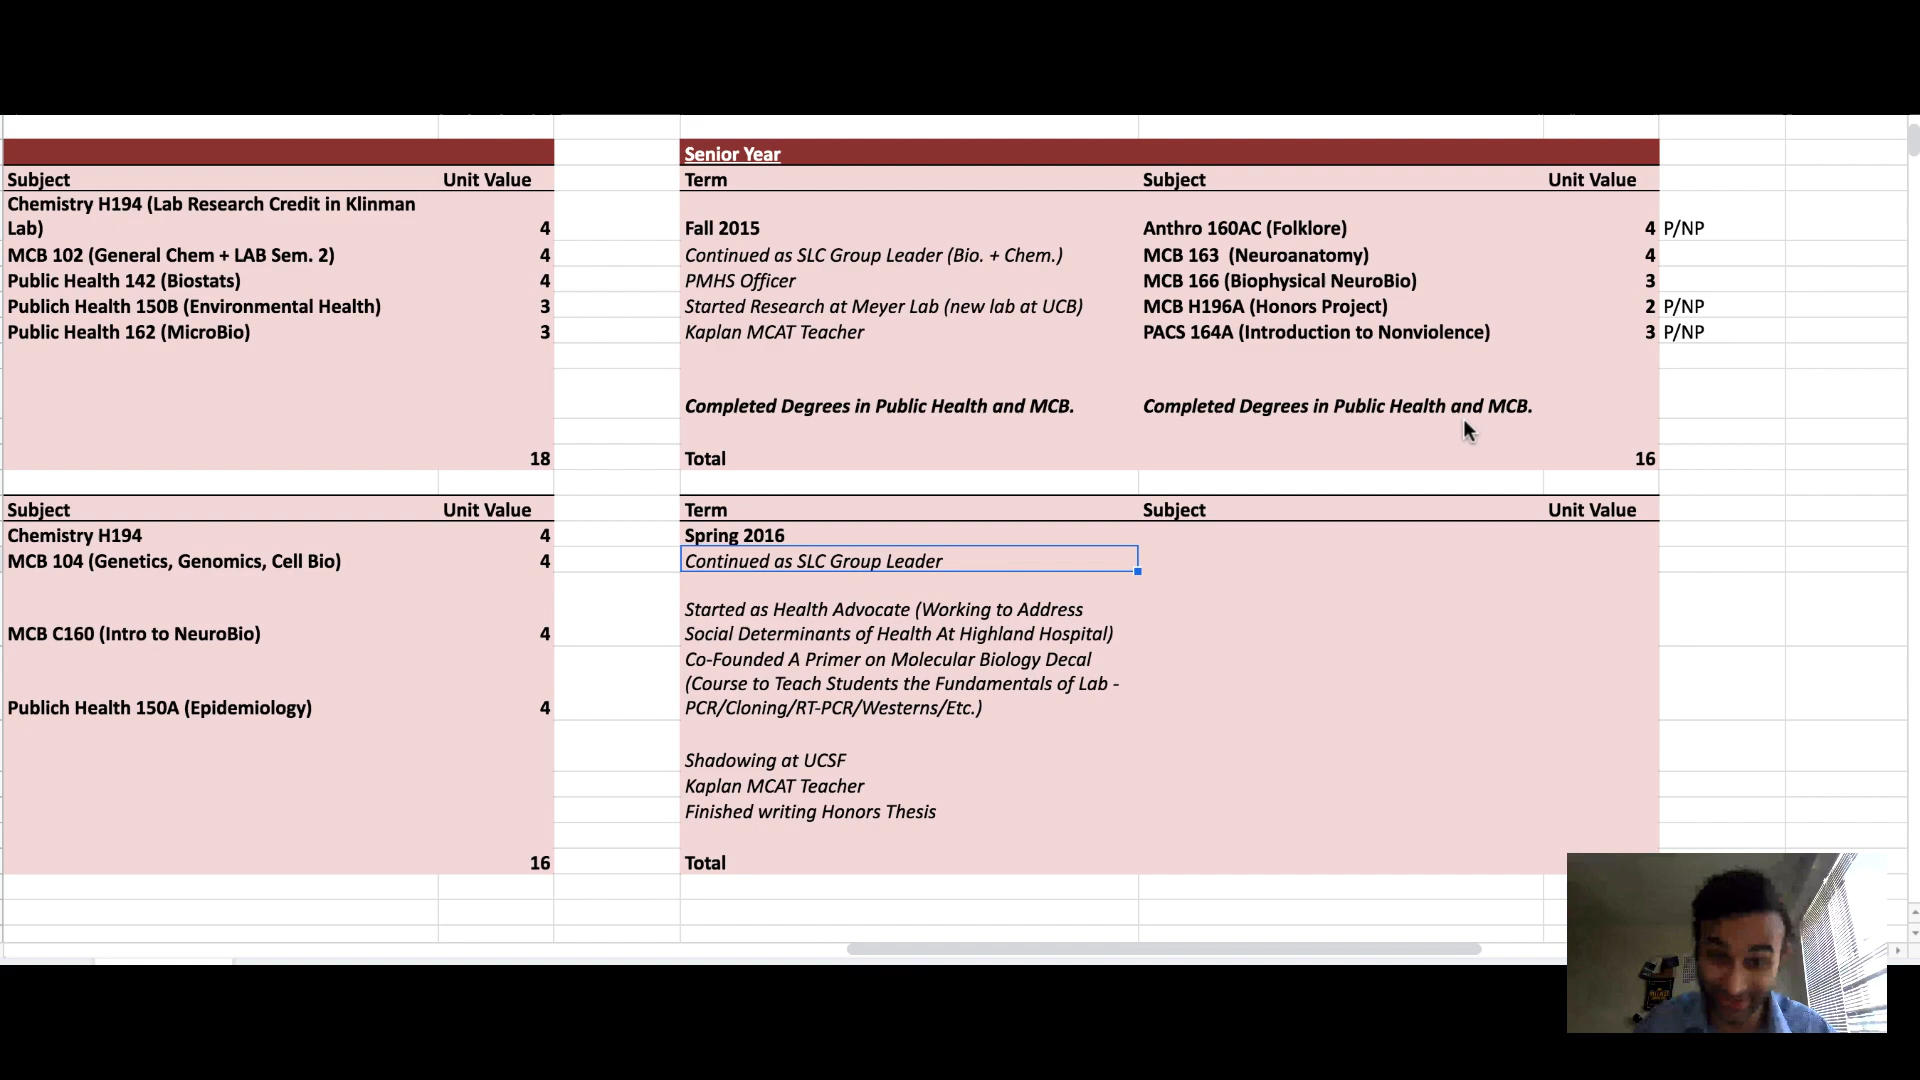 Senior Year
Subject Unit Value Term Subject Unit Value
Chemistry H194 (Lab Research Credit in Klinman
Lab) 4 Fall 2015 Anthro 160AC (Folklore) 4 P/NP
MCB 102 (General Chem + LAB Sem. 2) 4 Continued as SLC Group Leader (Bio. + Chem.) MCB 163 (Neuroanatomy) 4
Public Health 142 (Biostats) 4 PMHS Officer MCB 166 (Biophysical NeuroBio) 3
Publich Health 150B (Environmental Health) 3 Started Research at Meyer Lab (new lab at UCB) MCB H196A (Honors Project) 2 P/NP
Public Health 162 (MicroBio) 3 Kaplan MCAT Teacher PACS 164A (Introduction to Nonviolence) 3 P/NP
Completed Degrees in Public Health and MCB. Completed Degrees in Public Health and MCB.
18 Total 16
Subject Unit Value Term Subject Unit Value
Chemistry H194 4 Spring 2016
MCB 104 (Genetics, Genomics, Cell Bio) 4 Continued as SLC Group Leader
Started as Health Advocate (Working to Address
MCB C160 (Intro to NeuroBio) 4 Social Determinants of Health At Highland Hospital)
Co-Founded A Primer on Molecular Biology Decal
(Course to Teach Students the Fundamentals of Lab -
Publich Health 150A (Epidemiology) 4 PCR/Cloning/RT-PCR/Westerns/Etc.)
Shadowing at UCSF
Kaplan MCAT Teacher
Finished writing Honors Thesis
16 Total